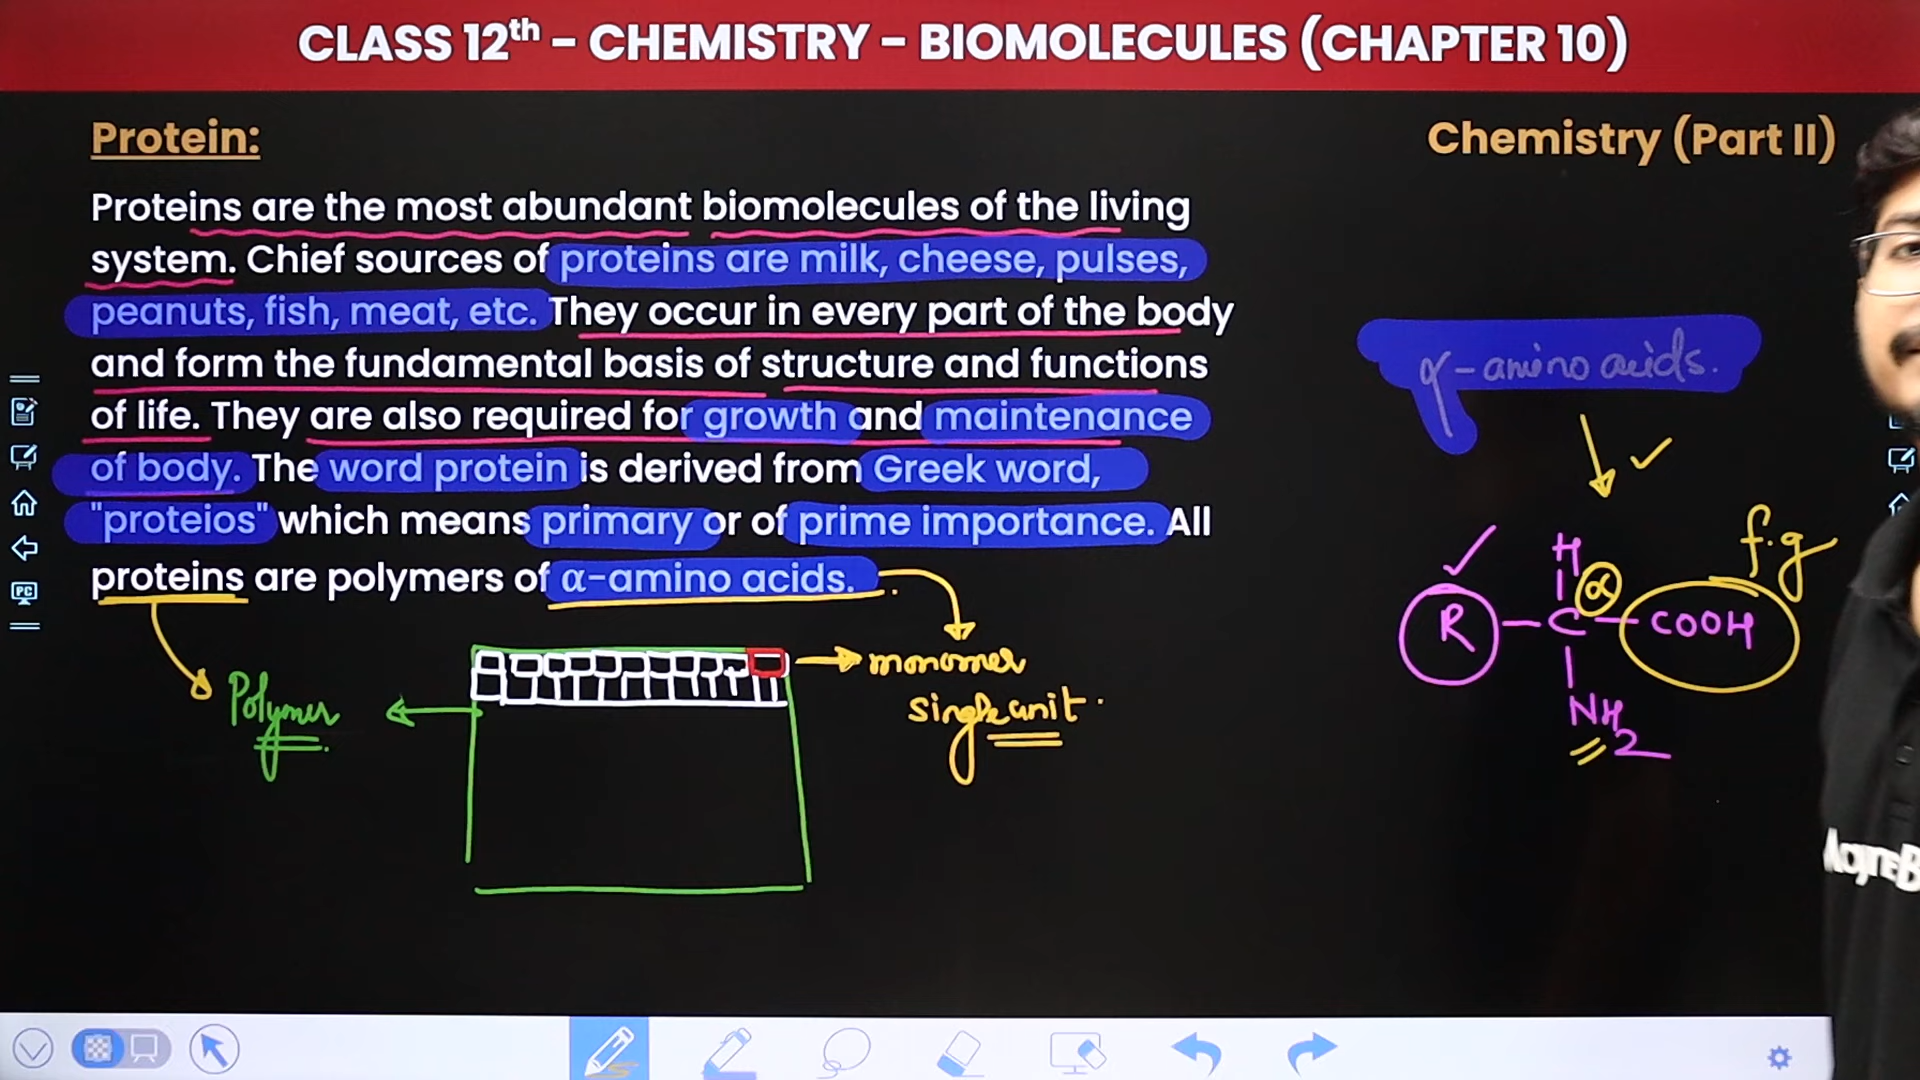 CLASS 12th - CHEMISTRY - BIOMOLECULES (CHAPTER 10)
Protein:
Chemistry (Part II)
Proteins are the most abundant biomolecules of the living
system. Chief sources of proteins are milk, cheese, pulses,
peanuts, fish, meat, etc. They occur in every part of the body
and form the fundamental basis of structure and functions
of life. They are also required for growth and maintenance
of body. The word protein is derived from Greek word,
"proteios" which means primary or of prime importance. All
proteins are polymers of α-amino acids.
α-amino acids.
f.g
H
α
R - C - COOH
NH2
monomer
single unit.
Polymer
PC